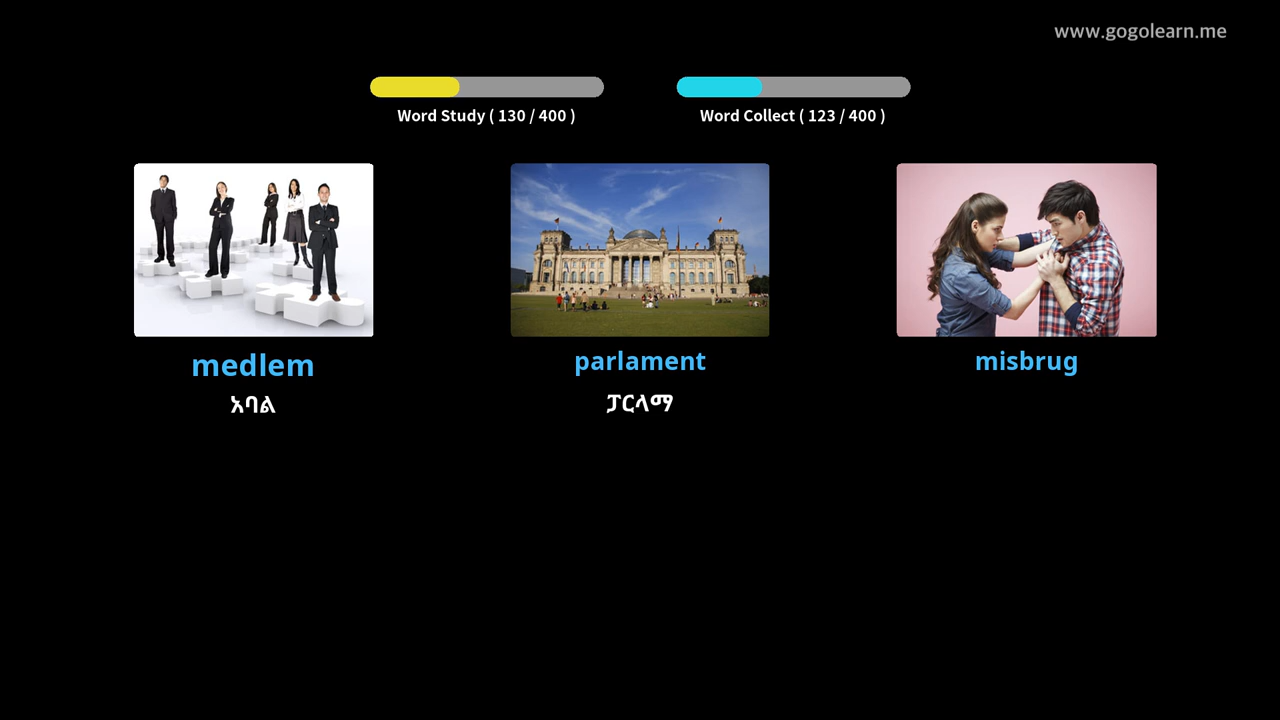 www.gogolearn.me
Word Study ( 130 / 400 )
Word Collect ( 123 / 400 )
medlem
parlament
misbrug
አባል
ፓርላማ